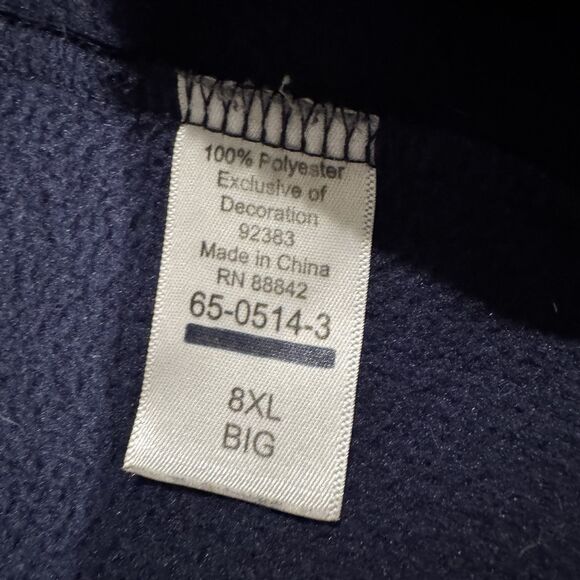 100% Polyester
Exclusive of
Decoration
92383
Made in China
RN 88842
65-0514-3
8XL
BIG